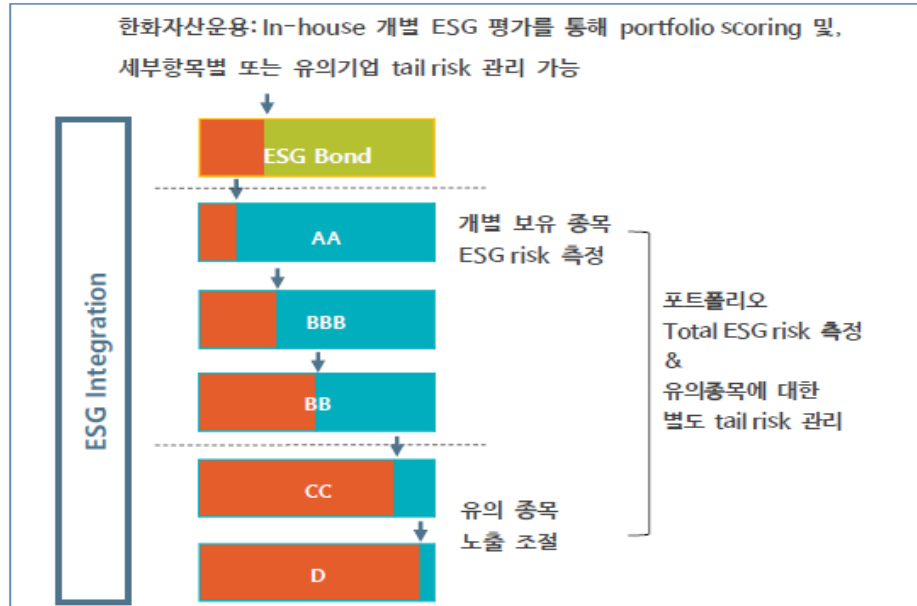 한화자산운용: In-house 개별 ESG 평가를 통해 portfolio scoring 및,
세부항목별 또는 유의기업 tail risk 관리 가능
ESG Integration
ESG Bond
AA
BBB
BB
CC
D
개별 보유 종목
ESG risk 측정
유의 종목
노출 조절
포트폴리오
Total ESG risk 측정
&
유의종목에 대한
별도 tail risk 관리